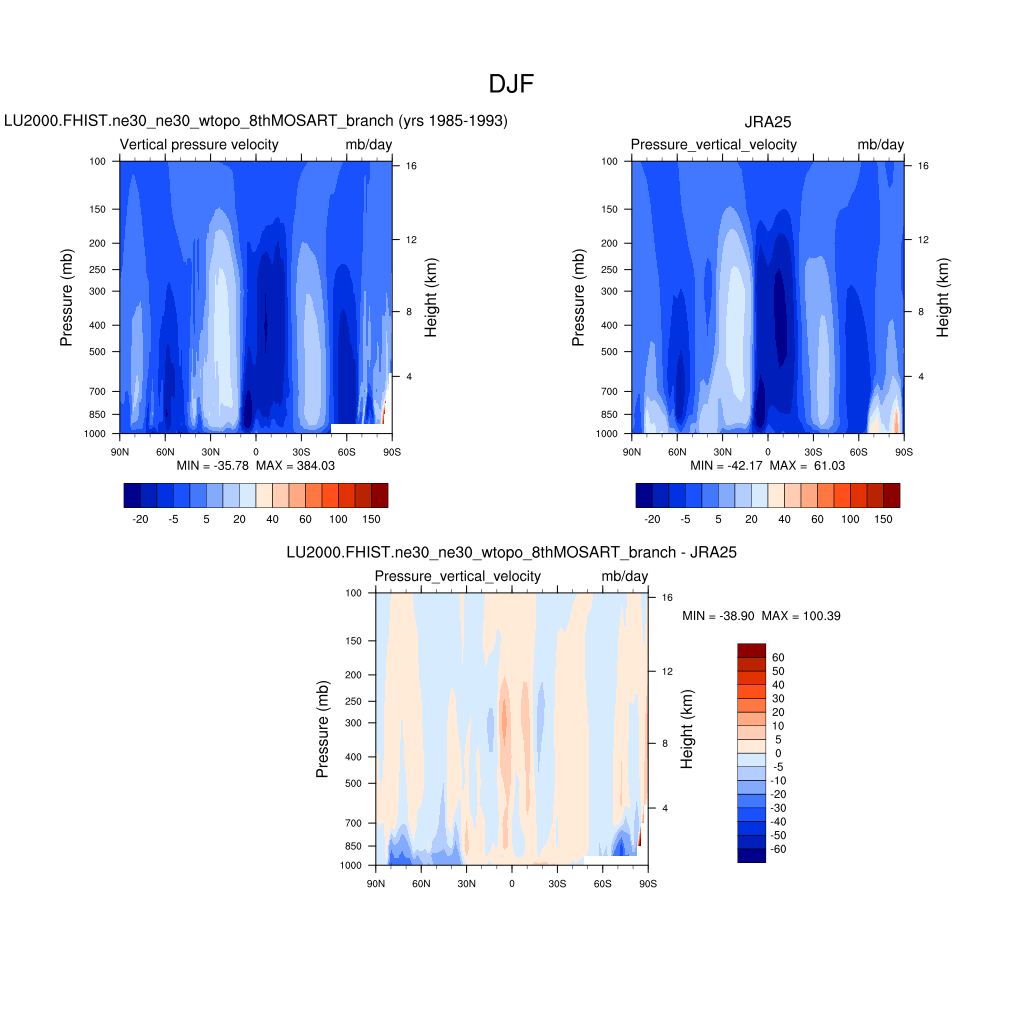 DJF
LU2000.FHIST.ne30_ne30_wtopo_8thMOSART_branch (yrs 1985-1993)
Vertical pressure velocity mb/day
Pressure (mb)
100
150
200
250
300
400
500
700
850
1000
16
12
8
4
Height (km)
90N 60N 30N 0 30S 60S 90S
MIN = -35.78 MAX = 384.03
-20 -5 5 20 40 60 100 150
JRA25
Pressure_vertical_velocity mb/day
Pressure (mb)
100
150
200
250
300
400
500
700
850
1000
16
12
8
4
Height (km)
90N 60N 30N 0 30S 60S 90S
MIN = -42.17 MAX = 61.03
-20 -5 5 20 40 60 100 150
LU2000.FHIST.ne30_ne30_wtopo_8thMOSART_branch - JRA25
Pressure_vertical_velocity mb/day
Pressure (mb)
100
150
200
250
300
400
500
700
850
1000
16
12
8
4
Height (km)
90N 60N 30N 0 30S 60S 90S
MIN = -38.90 MAX = 100.39
60
50
40
30
20
10
5
0
-5
-10
-20
-30
-40
-50
-60